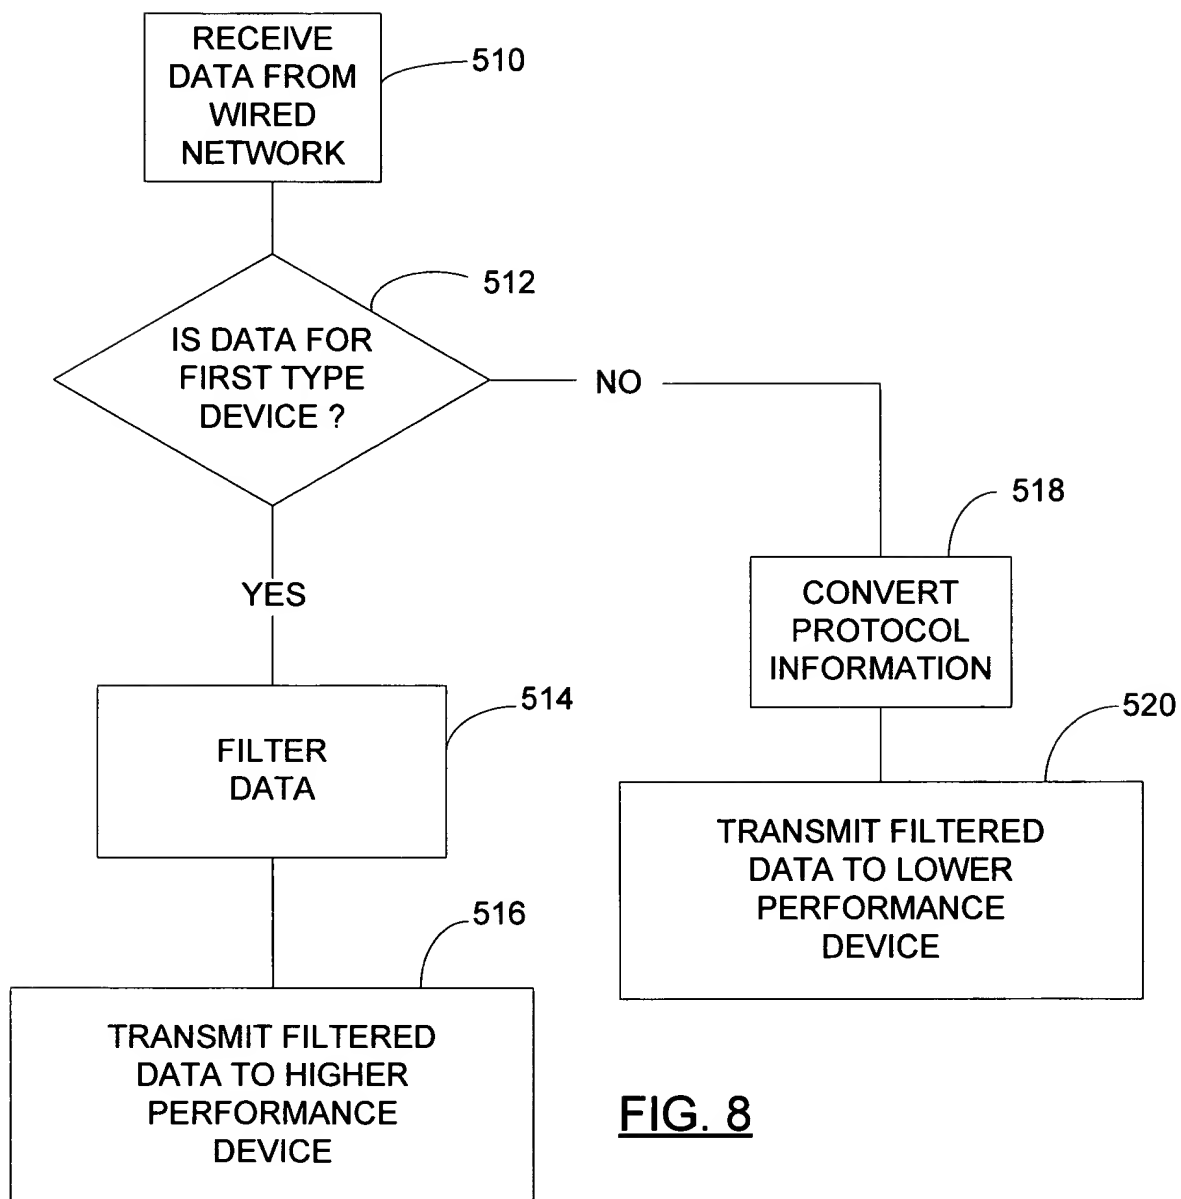 RECEIVE
DATA FROM
WIRED
NETWORK
510
512
IS DATA FOR
FIRST TYPE
DEVICE ?
NO
YES
518
CONVERT
PROTOCOL
INFORMATION
514
FILTER
DATA
520
TRANSMIT FILTERED
DATA TO LOWER
PERFORMANCE
DEVICE
516
TRANSMIT FILTERED
DATA TO HIGHER
PERFORMANCE
DEVICE
FIG. 8